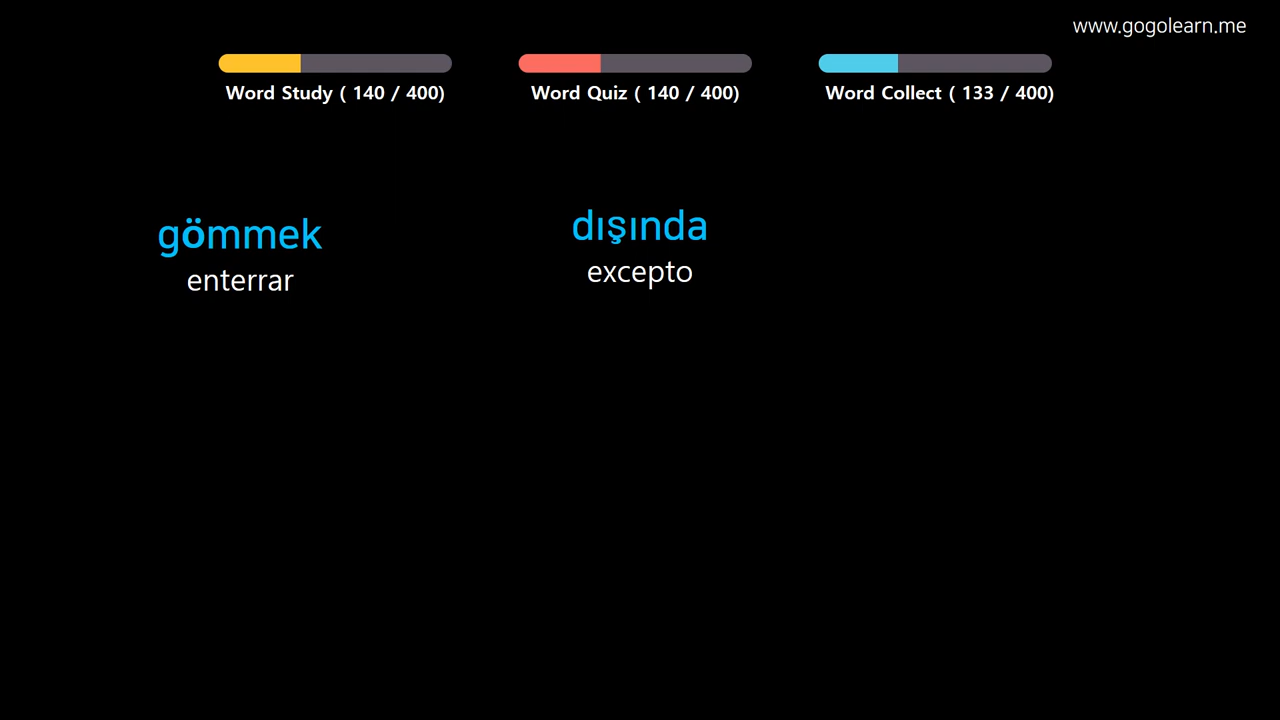 www.gogolearn.me
Word Study ( 140 / 400)
Word Quiz ( 140 / 400)
Word Collect ( 133 / 400)
gömmek
enterrar
dışında
excepto